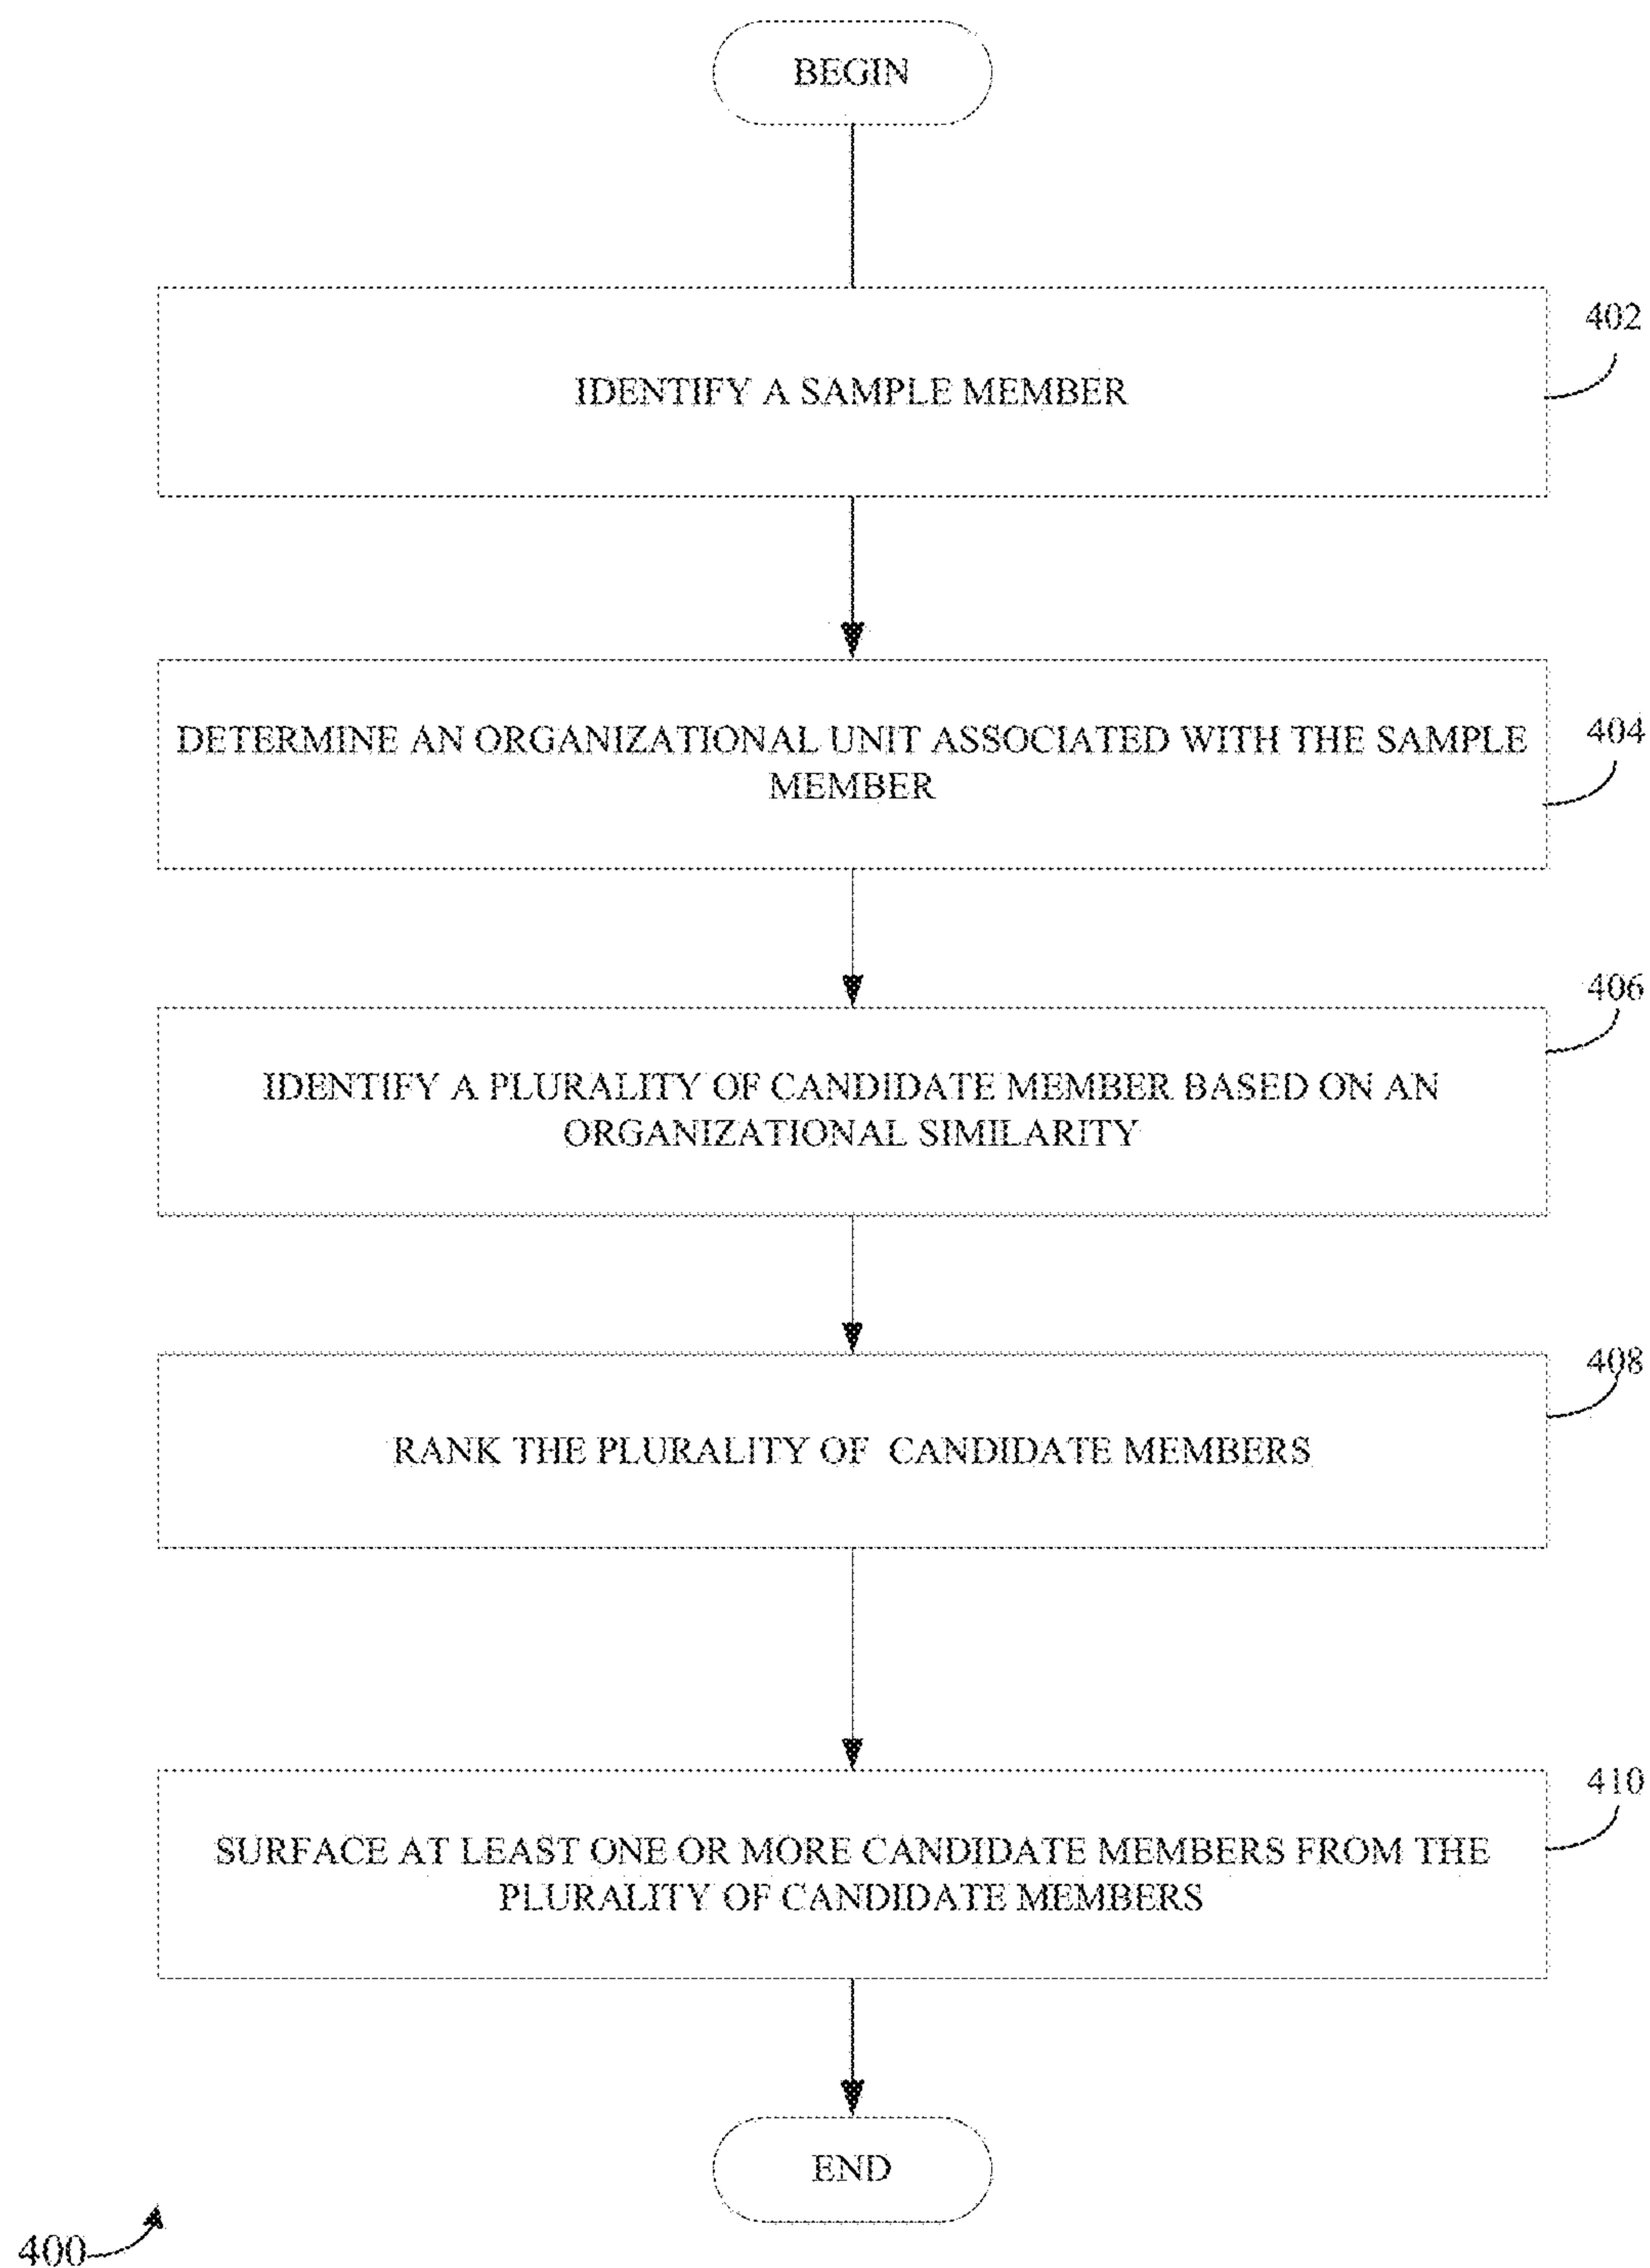 BEGIN
402
IDENTIFY A SAMPLE MEMBER
404
DETERMINE AN ORGANIZATIONAL UNIT ASSOCIATED WITH THE SAMPLE
MEMBER
406
IDENTIFY A PLURALITY OF CANDIDATE MEMBER BASED ON AN
ORGANIZATIONAL SIMILARITY
408
RANK THE PLURALITY OF CANDIDATE MEMBERS
410
SURFACE AT LEAST ONE OR MORE CANDIDATE MEMBERS FROM THE
PLURALITY OF CANDIDATE MEMBERS
END
400